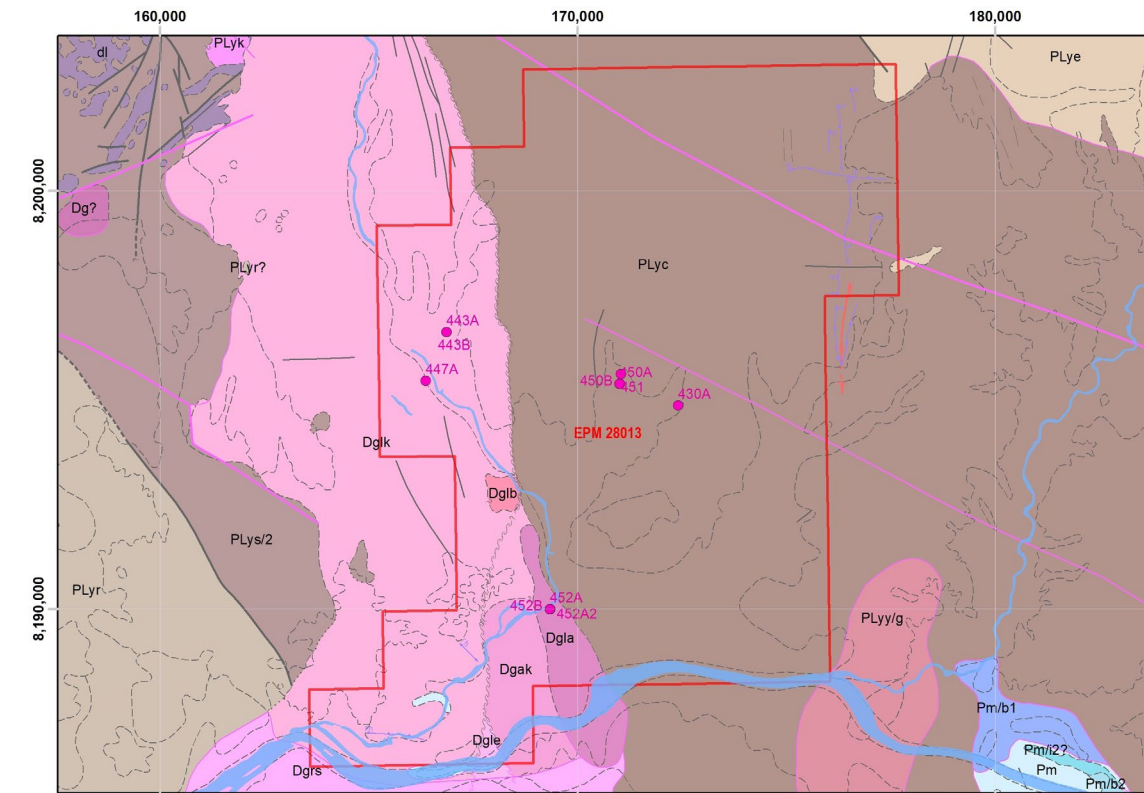 160,000
170,000
180,000
8,200,000
8,190,000
dl
PLyk
PLye
Dg?
PLyr?
PLyc
443A
443B
447A
450A
450B
451
430A
EPM 28013
Dglk
Dglb
PLys/2
PLyr
452A
452B
452A2
Dgla
PLyy/g
Dgak
Pm/b1
Dgle
Pm/i2?
Dgrs
Pm
Pm/b2